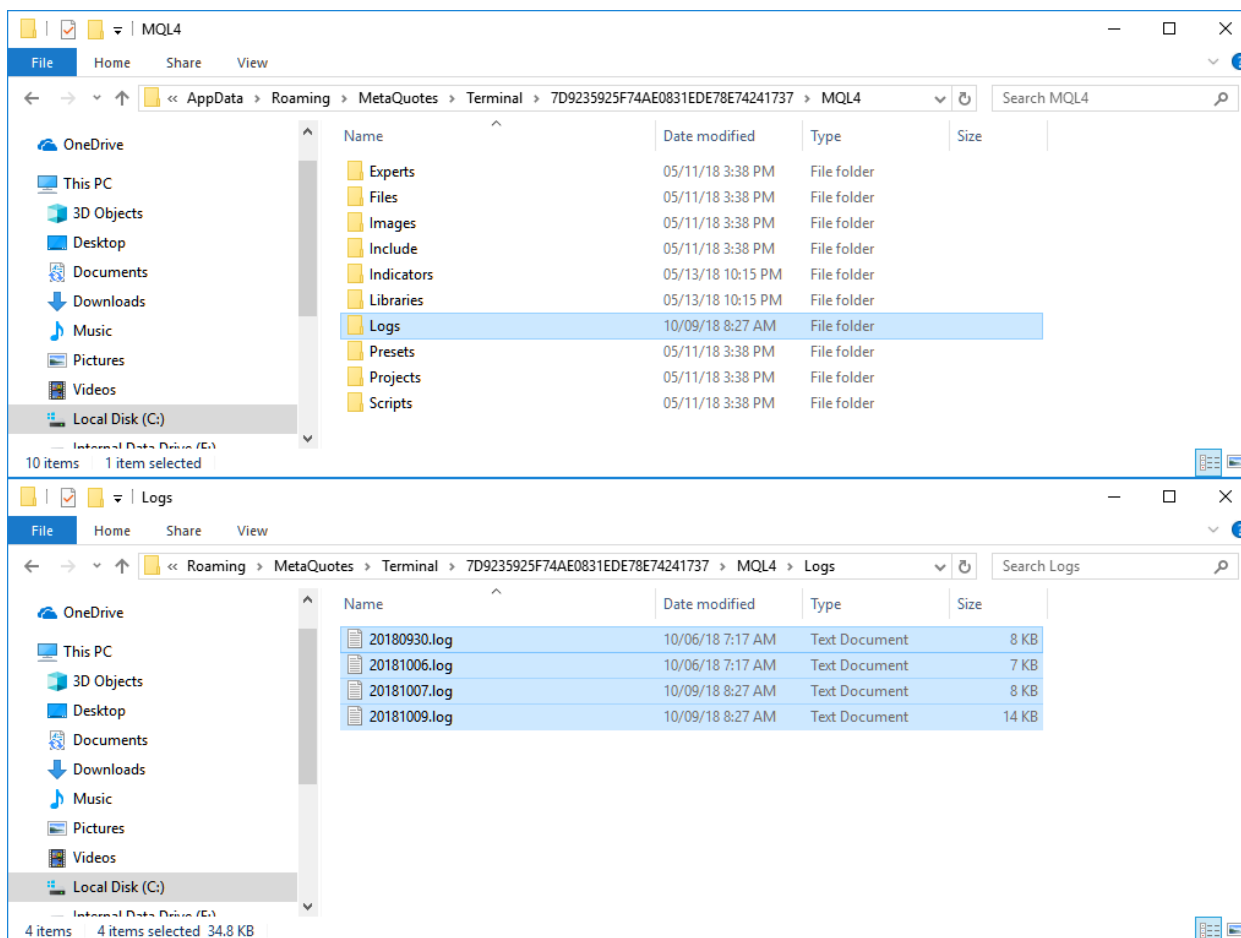 MQL4
File Home Share View
« AppData > Roaming > MetaQuotes > Terminal > 7D9235925F74AE0831EDE78E74241737 > MQL4 Search MQL4
Name Date modified Type Size
OneDrive
This PC
3D Objects
Desktop
Documents
Downloads
Music
Pictures
Videos
Local Disk (C:)
Internal Data Drive (F:)
Experts 05/11/18 3:38 PM File folder
Files 05/11/18 3:38 PM File folder
Images 05/11/18 3:38 PM File folder
Include 05/11/18 3:38 PM File folder
Indicators 05/13/18 10:15 PM File folder
Libraries 05/13/18 10:15 PM File folder
Logs 10/09/18 8:27 AM File folder
Presets 05/11/18 3:38 PM File folder
Projects 05/11/18 3:38 PM File folder
Scripts 05/11/18 3:38 PM File folder
10 items 1 item selected
Logs
File Home Share View
« Roaming > MetaQuotes > Terminal > 7D9235925F74AE0831EDE78E74241737 > MQL4 > Logs Search Logs
Name Date modified Type Size
OneDrive
This PC
3D Objects
Desktop
Documents
Downloads
Music
Pictures
Videos
Local Disk (C:)
Internal Data Drive (F:)
20180930.log 10/06/18 7:17 AM Text Document 8 KB
20181006.log 10/06/18 7:17 AM Text Document 7 KB
20181007.log 10/09/18 8:27 AM Text Document 8 KB
20181009.log 10/09/18 8:27 AM Text Document 14 KB
4 items 4 items selected 34.8 KB